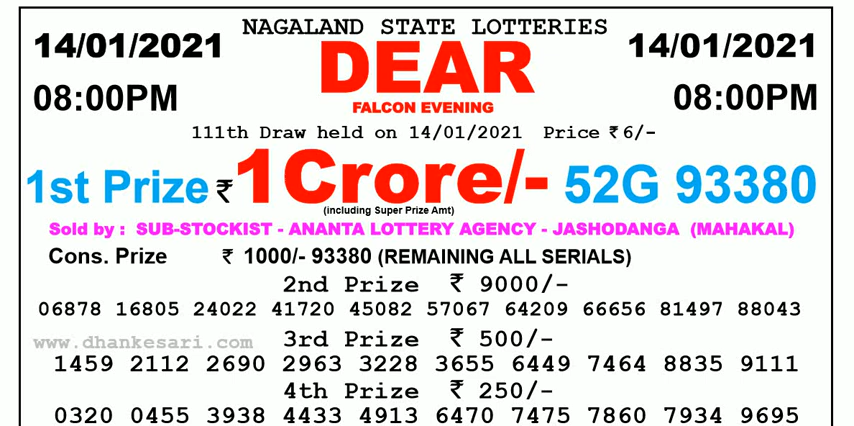 NAGALAND STATE LOTTERIES
14/01/2021 DEAR 14/01/2021
08:00PM FALCON EVENING 08:00PM
111th Draw held on 14/01/2021 Price ₹ 6/-
1st Prize ₹ 1Crore/- 52G 93380
(including Super Prize Amt)
Sold by : SUB-STOCKIST - ANANTA LOTTERY AGENCY - JASHODANGA (MAHAKAL)
Cons. Prize ₹ 1000/- 93380 (REMAINING ALL SERIALS)
2nd Prize ₹ 9000/-
06878 16805 24022 41720 45082 57067 64209 66656 81497 88043
www.dhankesari.com 3rd Prize ₹ 500/-
1459 2112 2690 2963 3228 3655 6449 7464 8835 9111
4th Prize ₹ 250/-
0320 0455 3938 4433 4913 6470 7475 7860 7934 9695